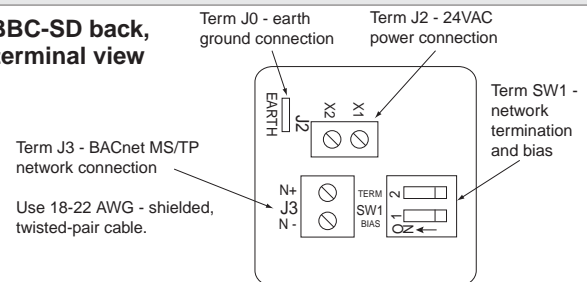 BBC-SD back,
terminal view
Term J0 - earth
ground connection
Term J2 - 24VAC
power connection
Term SW1 -
network
termination
and bias
Term J3 - BACnet MS/TP
network connection
Use 18-22 AWG - shielded,
twisted-pair cable.
EARTH
J2
X2
X1
N+
J3
N -
TERM
SW1
BIAS
2
1
ON